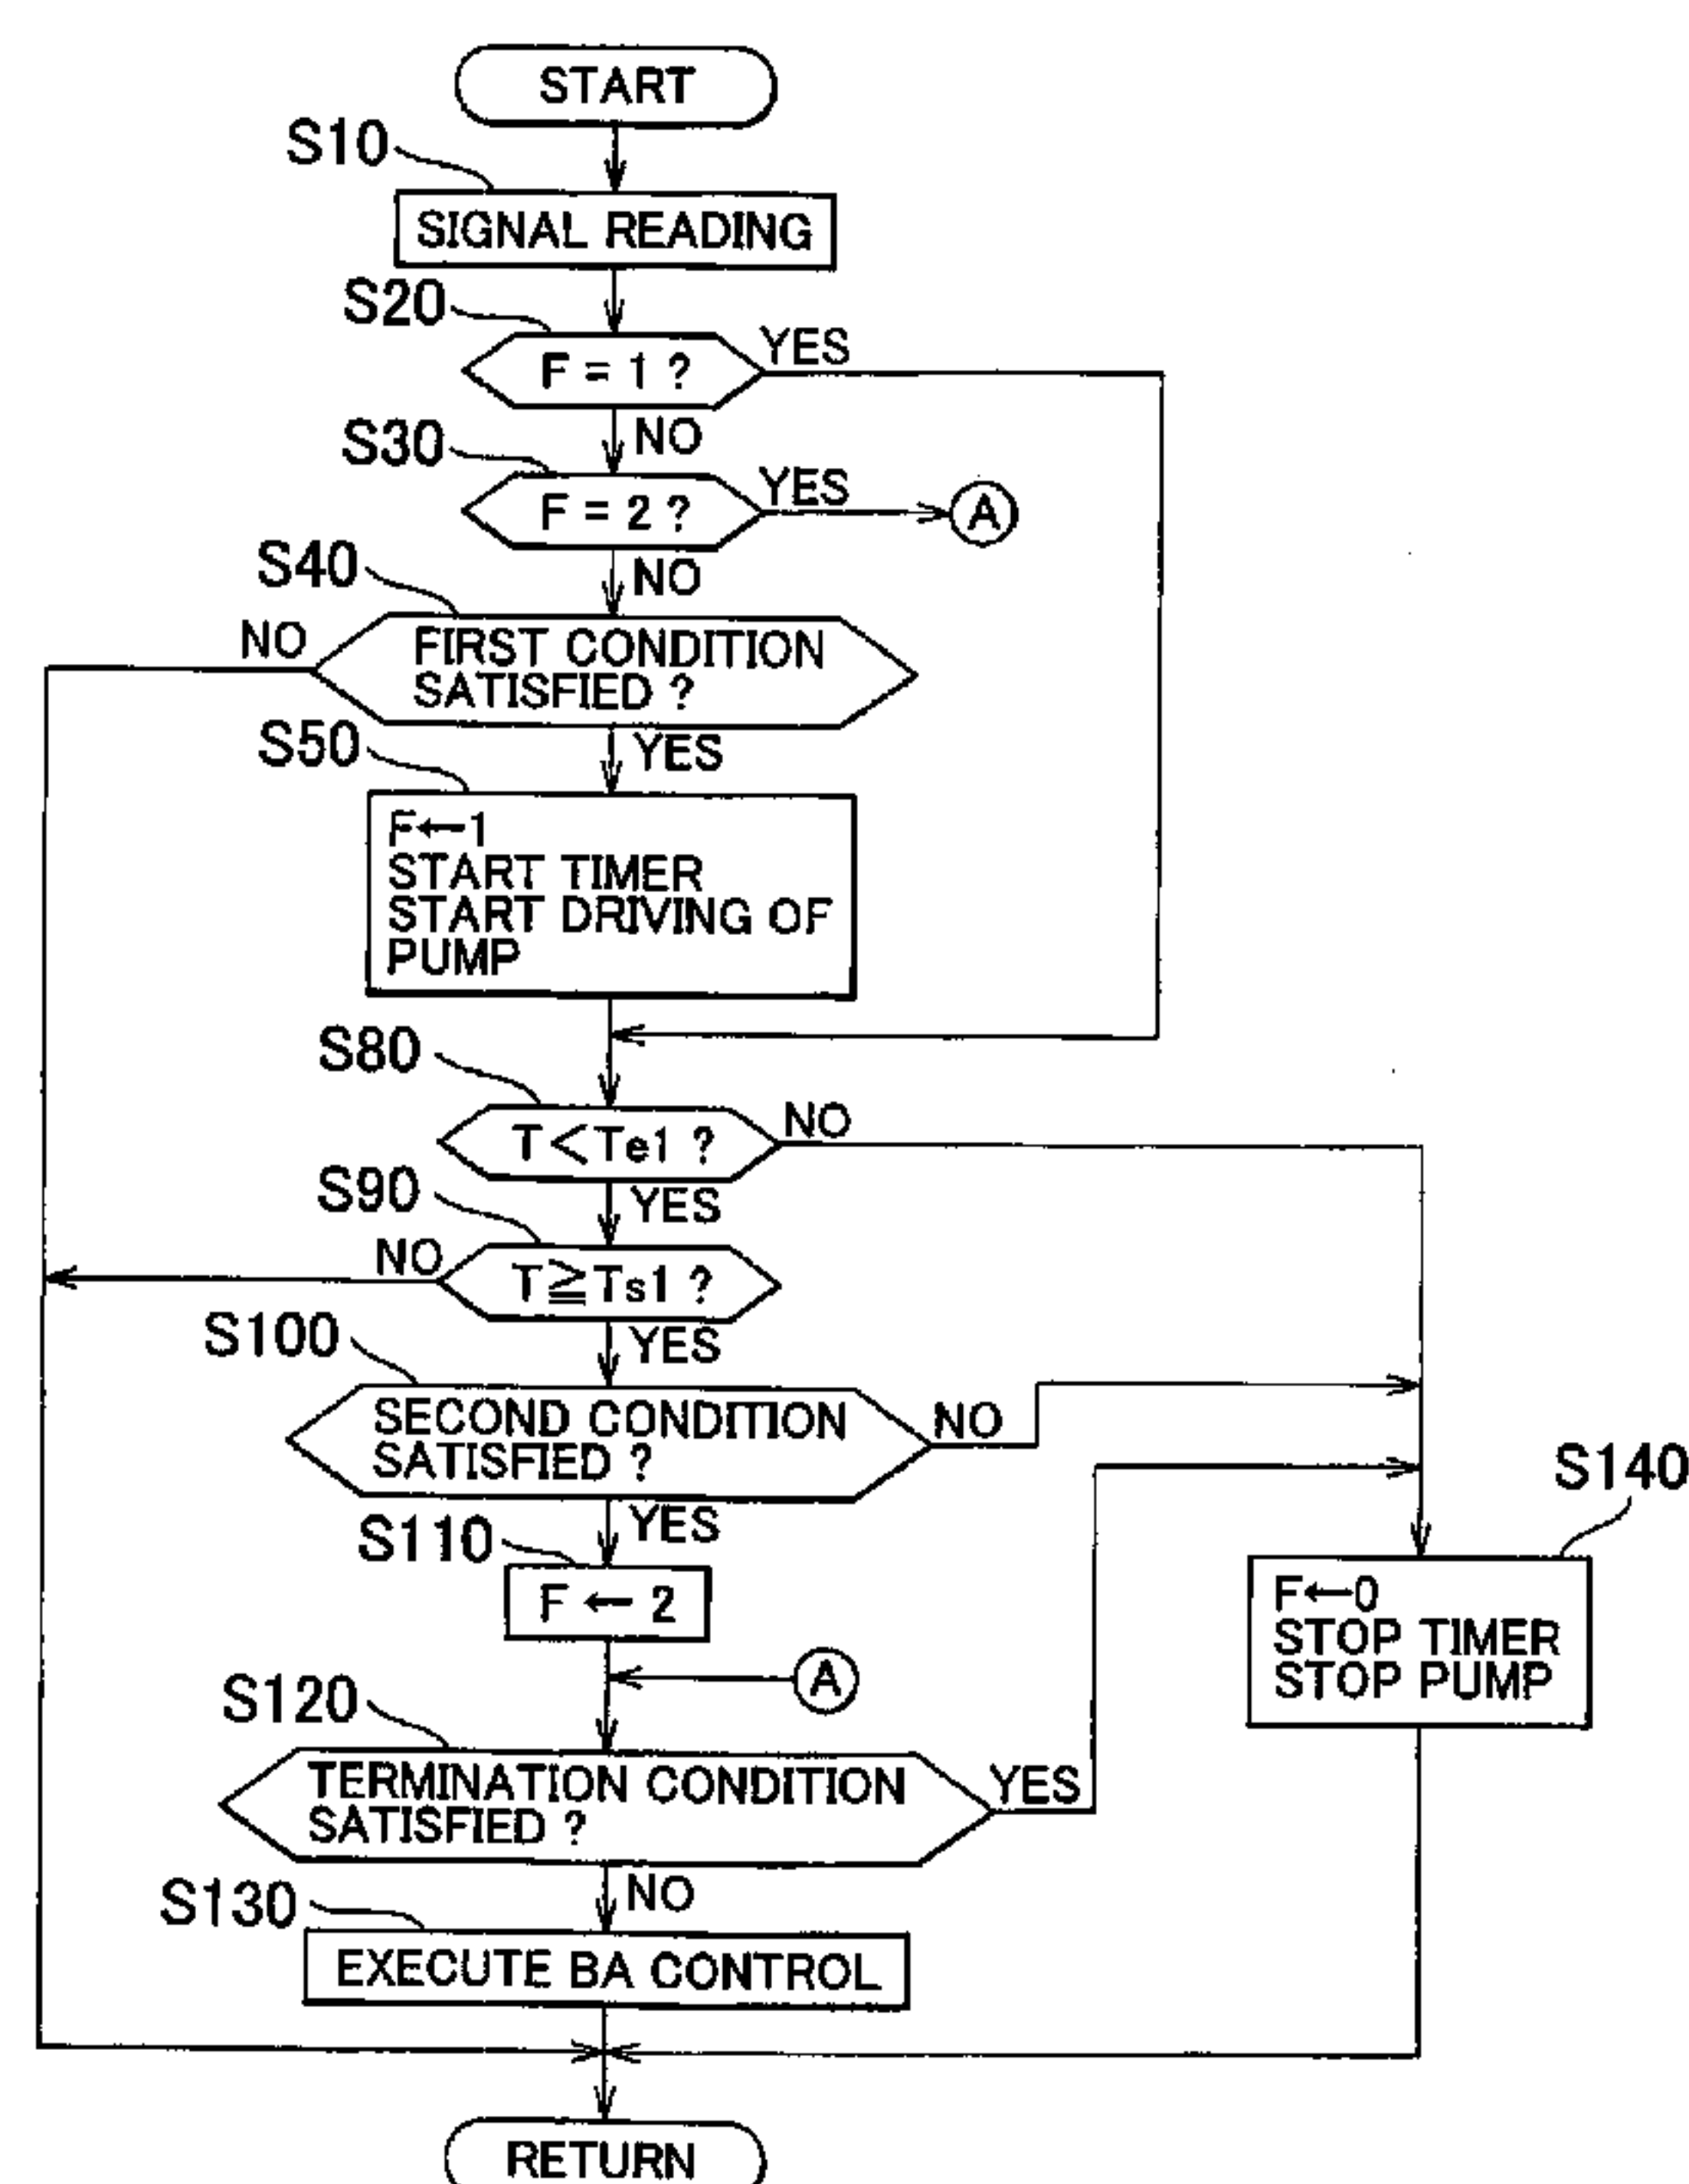 START
S10
SIGNAL READING
S20
F = 1 ?
YES
NO
S30
F = 2 ?
YES
A
NO
S40
NO
FIRST CONDITION
SATISFIED ?
YES
S50
F←1
START TIMER
START DRIVING OF
PUMP
S80
T<Te1 ?
NO
YES
S90
NO
T≧Ts1 ?
YES
S100
SECOND CONDITION
SATISFIED ?
NO
YES
S110
F ← 2
S140
F←0
STOP TIMER
STOP PUMP
A
S120
TERMINATION CONDITION
SATISFIED ?
YES
NO
S130
EXECUTE BA CONTROL
RETURN